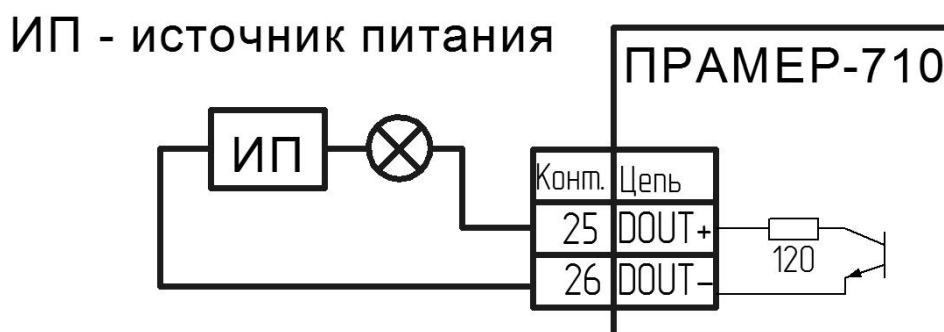 ИП - источник питания
ПРАМЕР-710
ИП
Конт. Цепь
25 DOUT+
120
26 DOUT-